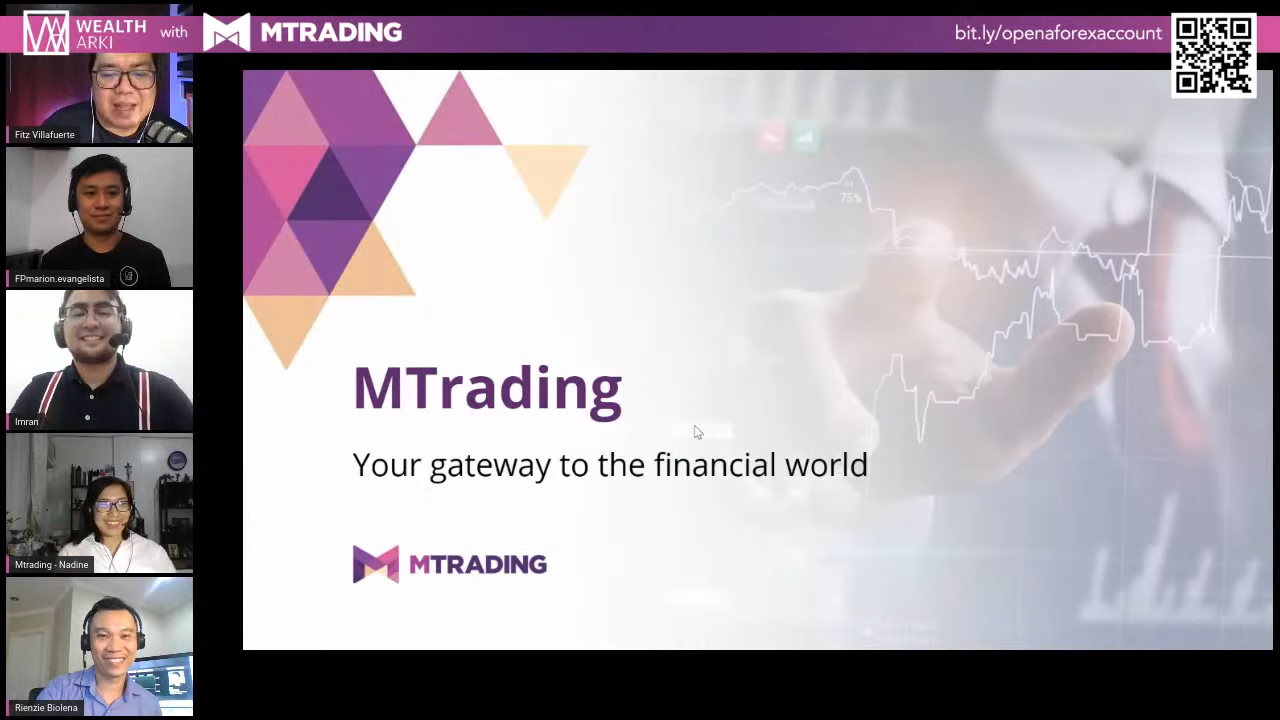 WEALTH
ARKI
with
MTRADING
bit.ly/openaforexaccount
Fitz Villafuerte
FPmarion.evangelista
Imran
Mtrading - Nadine
Rienzie Biolena
75%
MTrading
Your gateway to the financial world
MTRADING